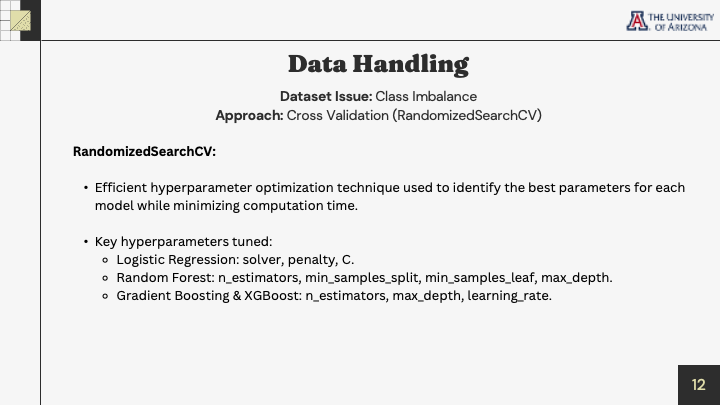 THE UNIVERSITY
OF ARIZONA
Data Handling
Dataset Issue: Class Imbalance
Approach: Cross Validation (RandomizedSearchCV)
RandomizedSearchCV:
• Efficient hyperparameter optimization technique used to identify the best parameters for each
model while minimizing computation time.
• Key hyperparameters tuned:
◦ Logistic Regression: solver, penalty, C.
◦ Random Forest: n_estimators, min_samples_split, min_samples_leaf, max_depth.
◦ Gradient Boosting & XGBoost: n_estimators, max_depth, learning_rate.
12